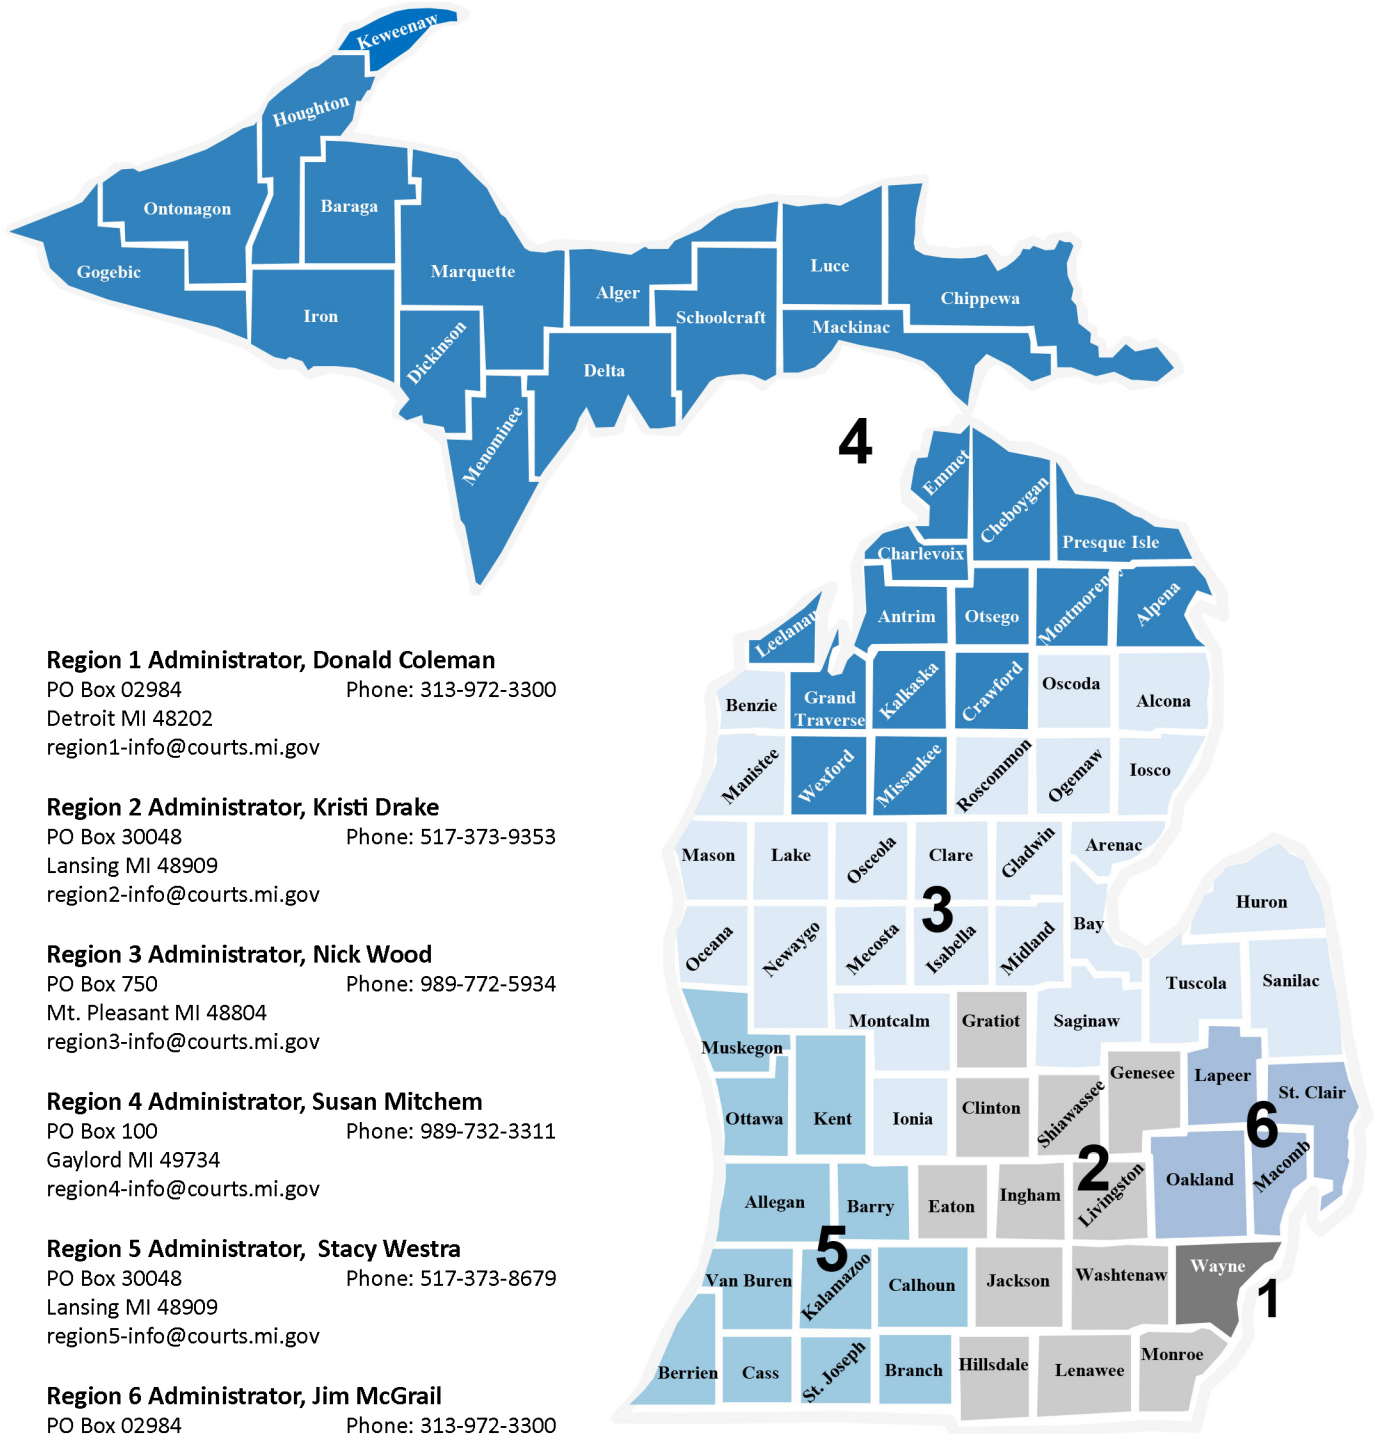 Keweenaw
Houghton
Ontonagon
Baraga
Gogebic
Marquette
Luce
Alger
Chippewa
Iron
Schoolcraft
Mackinac
Dickinson
Delta
Menominee
4
Emmet
Cheboygan
Presque Isle
Charlevoix
Antrim
Otsego
Montmorency
Alpena
Leelanau
Benzie
Grand
Traverse
Kalkaska
Crawford
Oscoda
Alcona
Manistee
Wexford
Missaukee
Roscommon
Ogemaw
Iosco
Mason
Lake
Osceola
Clare
Gladwin
Arenac
3
Huron
Bay
Oceana
Newaygo
Mecosta
Isabella
Midland
Tuscola
Sanilac
Muskegon
Montcalm
Gratiot
Saginaw
Genesee
Lapeer
St. Clair
6
Ottawa
Kent
Ionia
Clinton
Shiawassee
2
Oakland
Macomb
Allegan
Barry
Eaton
Ingham
Livingston
5
Van Buren
Kalamazoo
Calhoun
Jackson
Washtenaw
Wayne
1
Berrien
Cass
St. Joseph
Branch
Hillsdale
Lenawee
Monroe
Region 1 Administrator, Donald Coleman
PO Box 02984 Phone: 313-972-3300
Detroit MI 48202
region1-info@courts.mi.gov
Region 2 Administrator, Kristi Drake
PO Box 30048 Phone: 517-373-9353
Lansing MI 48909
region2-info@courts.mi.gov
Region 3 Administrator, Nick Wood
PO Box 750 Phone: 989-772-5934
Mt. Pleasant MI 48804
region3-info@courts.mi.gov
Region 4 Administrator, Susan Mitchem
PO Box 100 Phone: 989-732-3311
Gaylord MI 49734
region4-info@courts.mi.gov
Region 5 Administrator, Stacy Westra
PO Box 30048 Phone: 517-373-8679
Lansing MI 48909
region5-info@courts.mi.gov
Region 6 Administrator, Jim McGrail
PO Box 02984 Phone: 313-972-3300